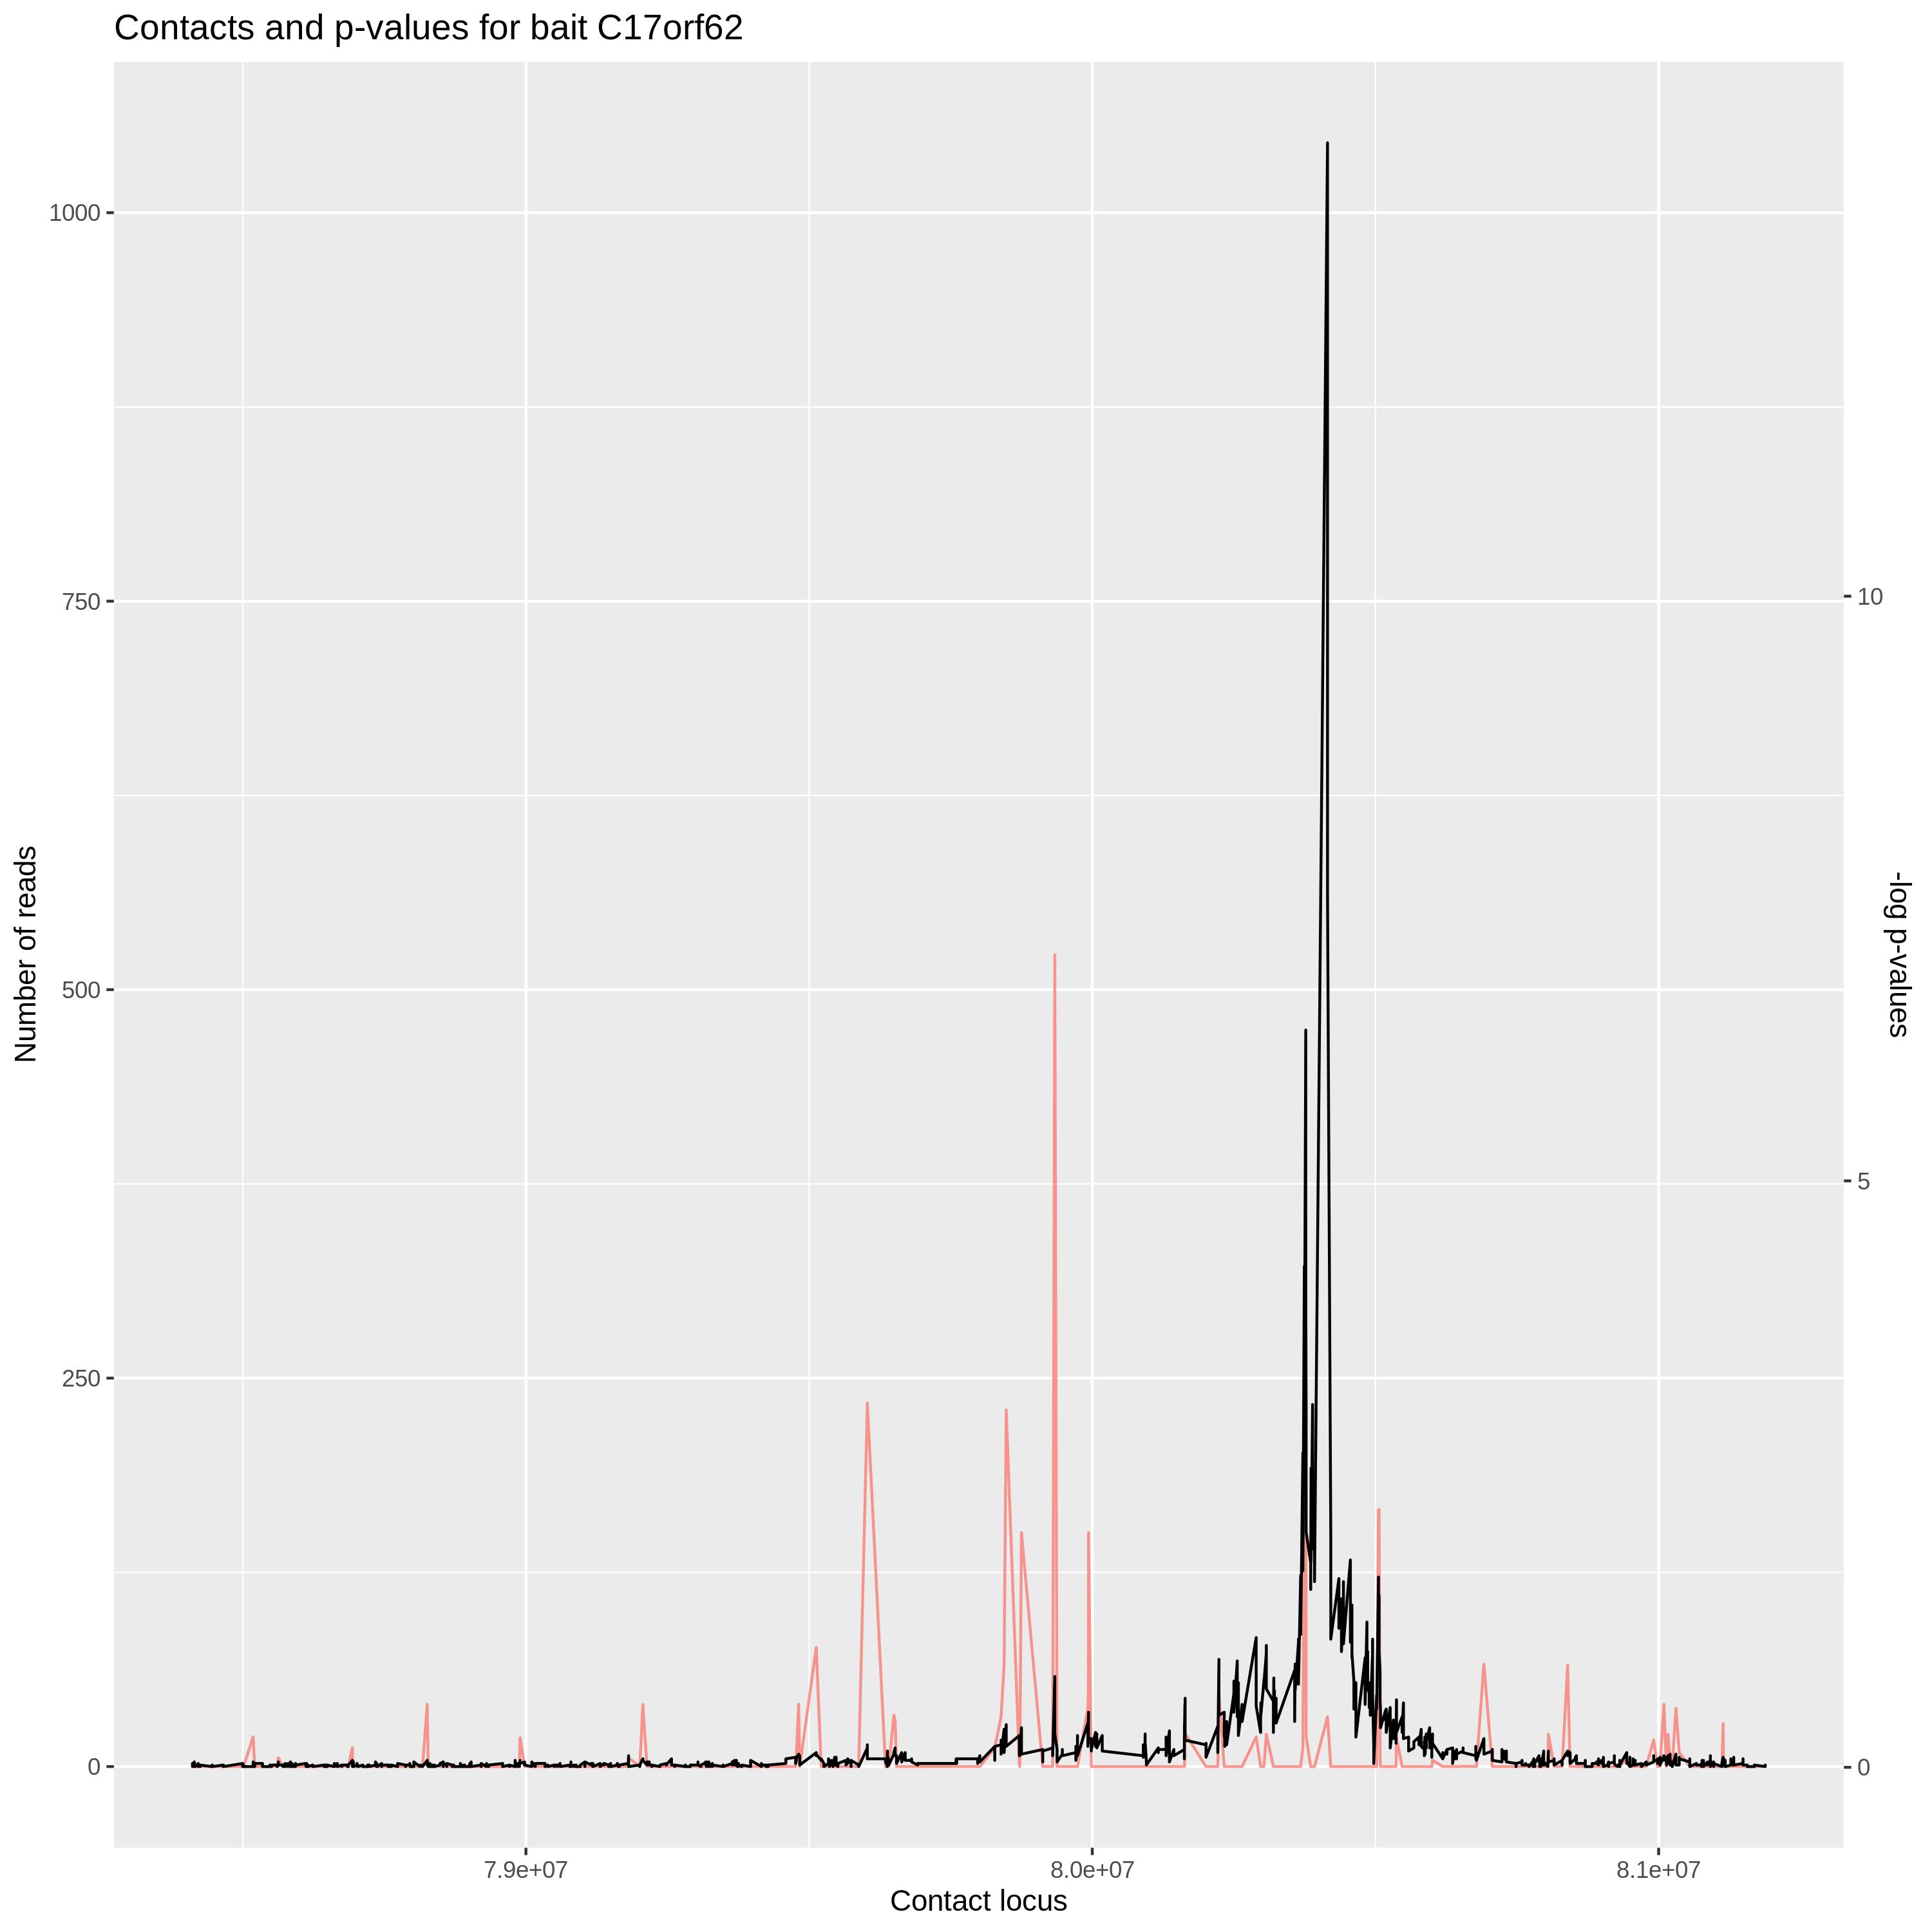 Contacts and p-values for bait C17orf62
1000
750
500
250
0
Number of reads
10
5
0
-log p-values
7.9e+07
8.0e+07
8.1e+07
Contact locus